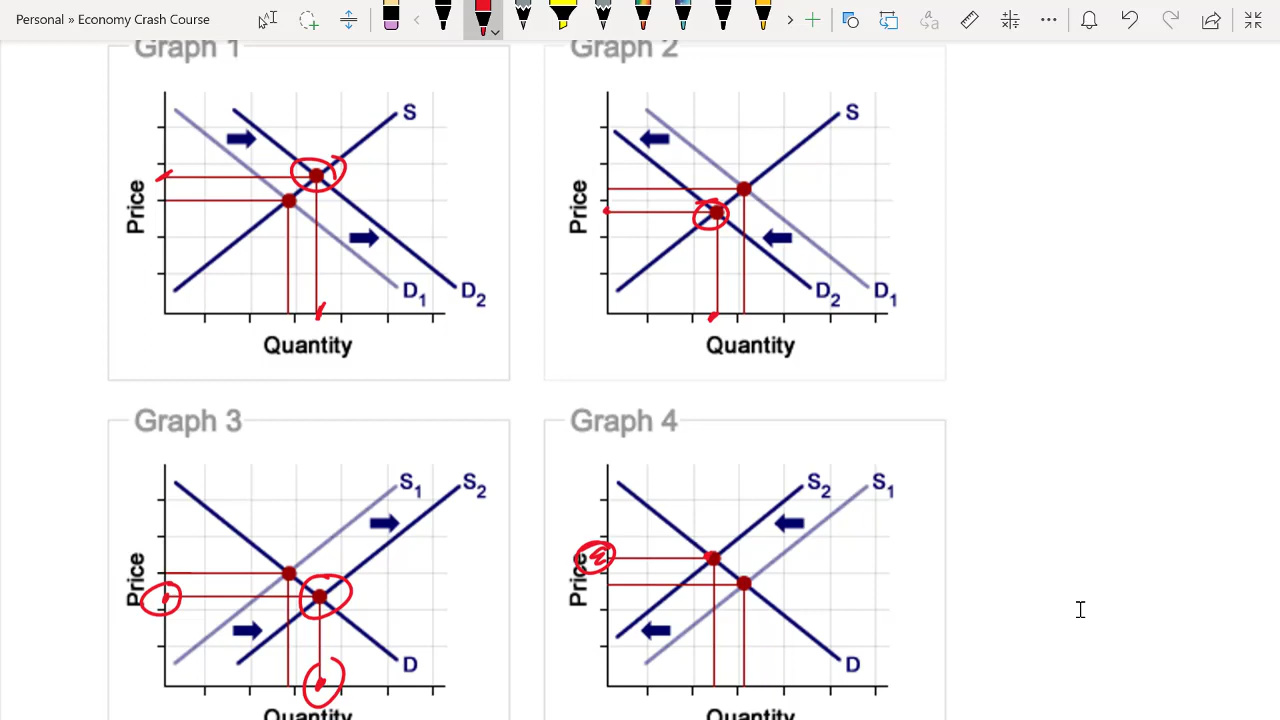 Personal » Economy Crash Course
Graph 1
Graph 2
S
Price
D1 D2
Quantity
S
Price
D2 D1
Quantity
Graph 3
Graph 4
S1 S2
Price
D
Quantity
S2 S1
Price
D
Quantity